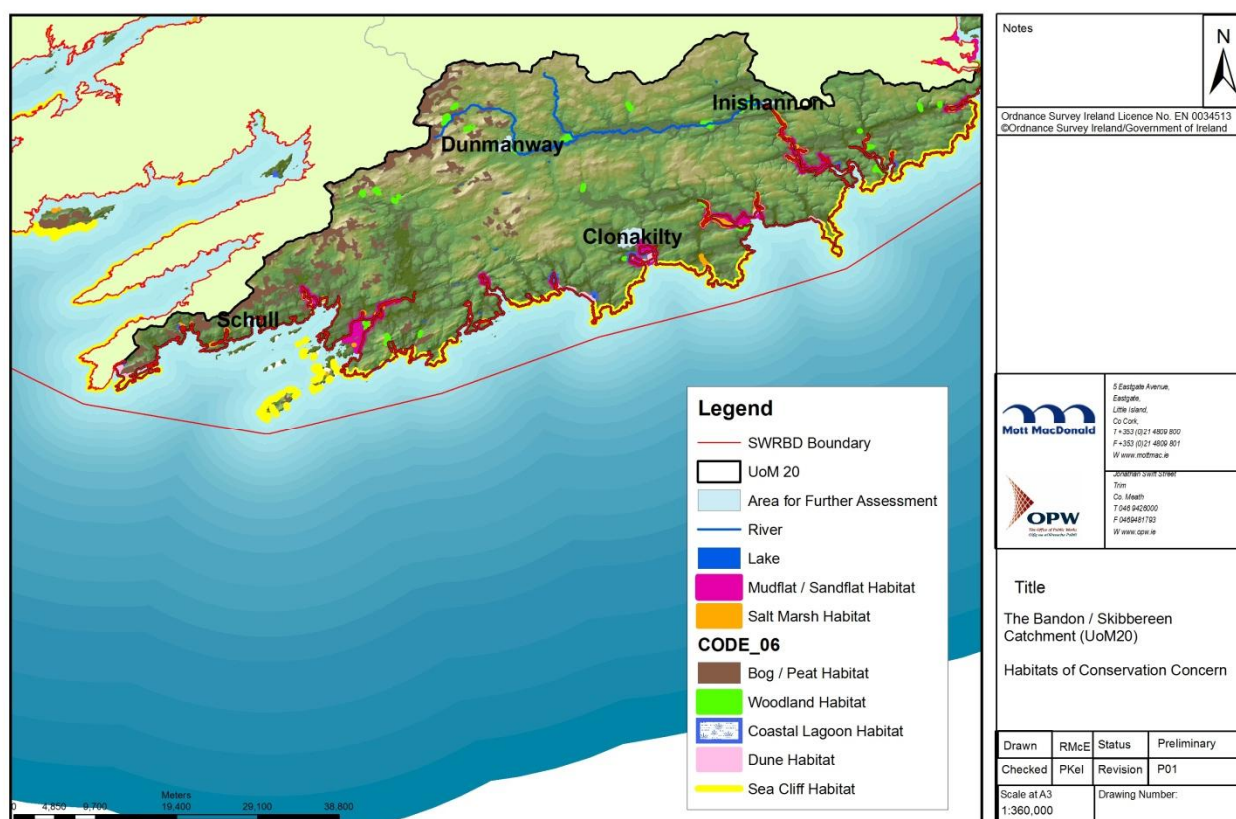 Inishannon
Dunmanway
Clonakilty
Schull
Legend
SWRBD Boundary
UoM 20
Area for Further Assessment
River
Lake
Mudflat / Sandflat Habitat
Salt Marsh Habitat
CODE_06
Bog / Peat Habitat
Woodland Habitat
Coastal Lagoon Habitat
Dune Habitat
Sea Cliff Habitat
Meters
0 4,850 9,700 19,400 29,100 38,800
Notes
N
Ordnance Survey Ireland Licence No. EN 0034513
©Ordnance Survey Ireland/Government of Ireland
Mott MacDonald
5 Eastgate Avenue,
Eastgate,
Little Island,
Co Cork,
T +353 (0)21 4809 800
F +353 (0)21 4809 801
W www.mottmac.ie
OPW
The Office of Public Works
Jonathan Swift Street
Trim
Co. Meath
T 046 9426000
F 0469481793
W www.opw.ie
Title
The Bandon / Skibbereen
Catchment (UoM20)
Habitats of Conservation Concern
Drawn RMcE Status Preliminary
Checked PKel Revision P01
Scale at A3 Drawing Number:
1:360,000